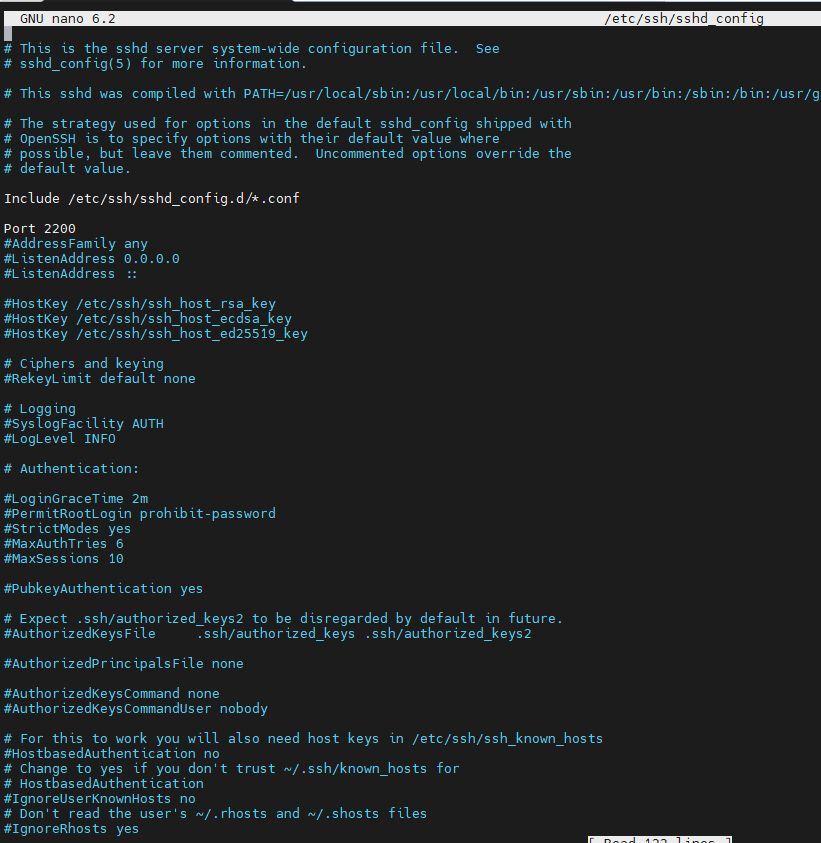 GNU nano 6.2 /etc/ssh/sshd_config
# This is the sshd server system-wide configuration file.  See
# sshd_config(5) for more information.
# This sshd was compiled with PATH=/usr/local/sbin:/usr/local/bin:/usr/sbin:/usr/bin:/sbin:/bin:/usr/g
# The strategy used for options in the default sshd_config shipped with
# OpenSSH is to specify options with their default value where
# possible, but leave them commented.  Uncommented options override the
# default value.
Include /etc/ssh/sshd_config.d/*.conf
Port 2200
#AddressFamily any
#ListenAddress 0.0.0.0
#ListenAddress ::
#HostKey /etc/ssh/ssh_host_rsa_key
#HostKey /etc/ssh/ssh_host_ecdsa_key
#HostKey /etc/ssh/ssh_host_ed25519_key
# Ciphers and keying
#RekeyLimit default none
# Logging
#SyslogFacility AUTH
#LogLevel INFO
# Authentication:
#LoginGraceTime 2m
#PermitRootLogin prohibit-password
#StrictModes yes
#MaxAuthTries 6
#MaxSessions 10
#PubkeyAuthentication yes
# Expect .ssh/authorized_keys2 to be disregarded by default in future.
#AuthorizedKeysFile     .ssh/authorized_keys .ssh/authorized_keys2
#AuthorizedPrincipalsFile none
#AuthorizedKeysCommand none
#AuthorizedKeysCommandUser nobody
# For this to work you will also need host keys in /etc/ssh/ssh_known_hosts
#HostbasedAuthentication no
# Change to yes if you don't trust ~/.ssh/known_hosts for
# HostbasedAuthentication
#IgnoreUserKnownHosts no
# Don't read the user's ~/.rhosts and ~/.shosts files
#IgnoreRhosts yes
[ Read 122 lines ]